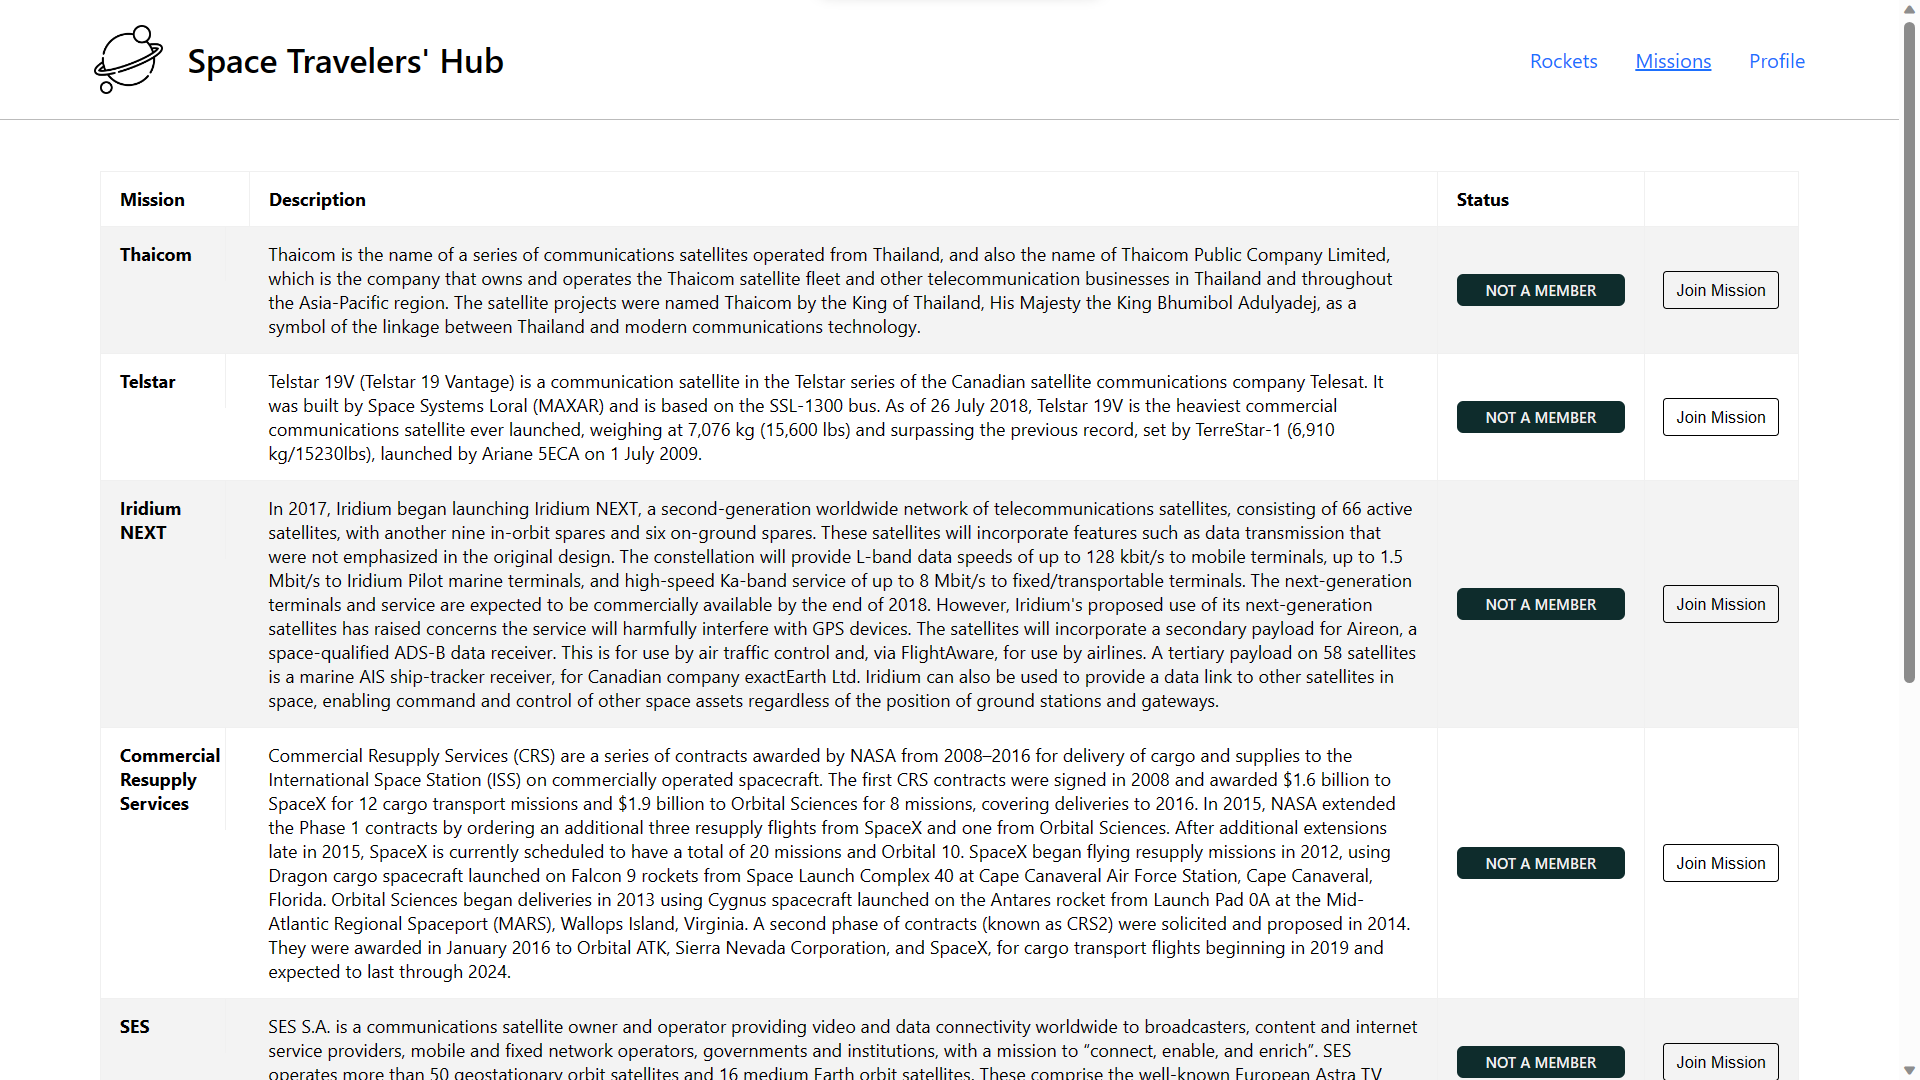 Space Travelers' Hub
Rockets
Missions
Profile
Mission
Description
Status
Thaicom
Thaicom is the name of a series of communications satellites operated from Thailand, and also the name of Thaicom Public Company Limited,
which is the company that owns and operates the Thaicom satellite fleet and other telecommunication businesses in Thailand and throughout
the Asia-Pacific region. The satellite projects were named Thaicom by the King of Thailand, His Majesty the King Bhumibol Adulyadej, as a
symbol of the linkage between Thailand and modern communications technology.
NOT A MEMBER
Join Mission
Telstar
Telstar 19V (Telstar 19 Vantage) is a communication satellite in the Telstar series of the Canadian satellite communications company Telesat. It
was built by Space Systems Loral (MAXAR) and is based on the SSL-1300 bus. As of 26 July 2018, Telstar 19V is the heaviest commercial
communications satellite ever launched, weighing at 7,076 kg (15,600 lbs) and surpassing the previous record, set by TerreStar-1 (6,910
kg/15230lbs), launched by Ariane 5ECA on 1 July 2009.
NOT A MEMBER
Join Mission
Iridium
NEXT
In 2017, Iridium began launching Iridium NEXT, a second-generation worldwide network of telecommunications satellites, consisting of 66 active
satellites, with another nine in-orbit spares and six on-ground spares. These satellites will incorporate features such as data transmission that
were not emphasized in the original design. The constellation will provide L-band data speeds of up to 128 kbit/s to mobile terminals, up to 1.5
Mbit/s to Iridium Pilot marine terminals, and high-speed Ka-band service of up to 8 Mbit/s to fixed/transportable terminals. The next-generation
terminals and service are expected to be commercially available by the end of 2018. However, Iridium's proposed use of its next-generation
satellites has raised concerns the service will harmfully interfere with GPS devices. The satellites will incorporate a secondary payload for Aireon, a
space-qualified ADS-B data receiver. This is for use by air traffic control and, via FlightAware, for use by airlines. A tertiary payload on 58 satellites
is a marine AIS ship-tracker receiver, for Canadian company exactEarth Ltd. Iridium can also be used to provide a data link to other satellites in
space, enabling command and control of other space assets regardless of the position of ground stations and gateways.
NOT A MEMBER
Join Mission
Commercial
Resupply
Services
Commercial Resupply Services (CRS) are a series of contracts awarded by NASA from 2008–2016 for delivery of cargo and supplies to the
International Space Station (ISS) on commercially operated spacecraft. The first CRS contracts were signed in 2008 and awarded $1.6 billion to
SpaceX for 12 cargo transport missions and $1.9 billion to Orbital Sciences for 8 missions, covering deliveries to 2016. In 2015, NASA extended
the Phase 1 contracts by ordering an additional three resupply flights from SpaceX and one from Orbital Sciences. After additional extensions
late in 2015, SpaceX is currently scheduled to have a total of 20 missions and Orbital 10. SpaceX began flying resupply missions in 2012, using
Dragon cargo spacecraft launched on Falcon 9 rockets from Space Launch Complex 40 at Cape Canaveral Air Force Station, Cape Canaveral,
Florida. Orbital Sciences began deliveries in 2013 using Cygnus spacecraft launched on the Antares rocket from Launch Pad 0A at the Mid-
Atlantic Regional Spaceport (MARS), Wallops Island, Virginia. A second phase of contracts (known as CRS2) were solicited and proposed in 2014.
They were awarded in January 2016 to Orbital ATK, Sierra Nevada Corporation, and SpaceX, for cargo transport flights beginning in 2019 and
expected to last through 2024.
NOT A MEMBER
Join Mission
SES
SES S.A. is a communications satellite owner and operator providing video and data connectivity worldwide to broadcasters, content and internet
service providers, mobile and fixed network operators, governments and institutions, with a mission to “connect, enable, and enrich”. SES
operates more than 50 geostationary orbit satellites and 16 medium Earth orbit satellites. These comprise the well-known European Astra TV
NOT A MEMBER
Join Mission